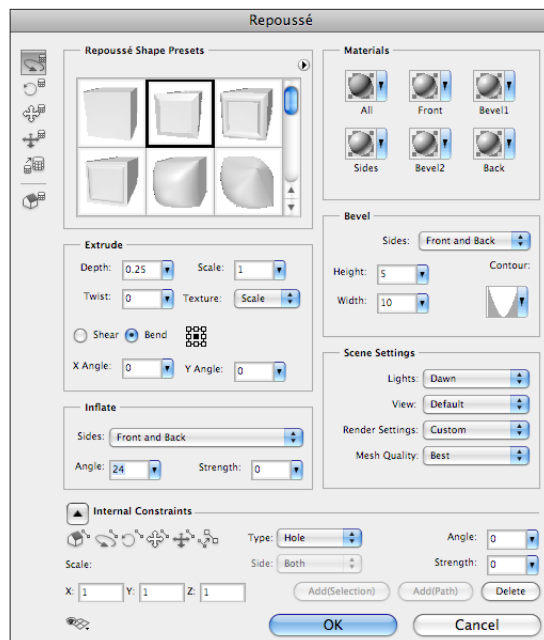 Repoussé
Repoussé Shape Presets
Materials
All
Front
Bevel1
Sides
Bevel2
Back
Extrude
Depth: 0.25 Scale: 1
Twist: 0 Texture: Scale
Shear Bend
X Angle: 0 Y Angle: 0
Bevel
Sides: Front and Back
Height: 5 Contour:
Width: 10
Inflate
Sides: Front and Back
Angle: 24 Strength: 0
Scene Settings
Lights: Dawn
View: Default
Render Settings: Custom
Mesh Quality: Best
Internal Constraints
Type: Hole Angle: 0
Scale: Side: Both Strength: 0
X: 1 Y: 1 Z: 1 Add(Selection) Add(Path) Delete
OK Cancel